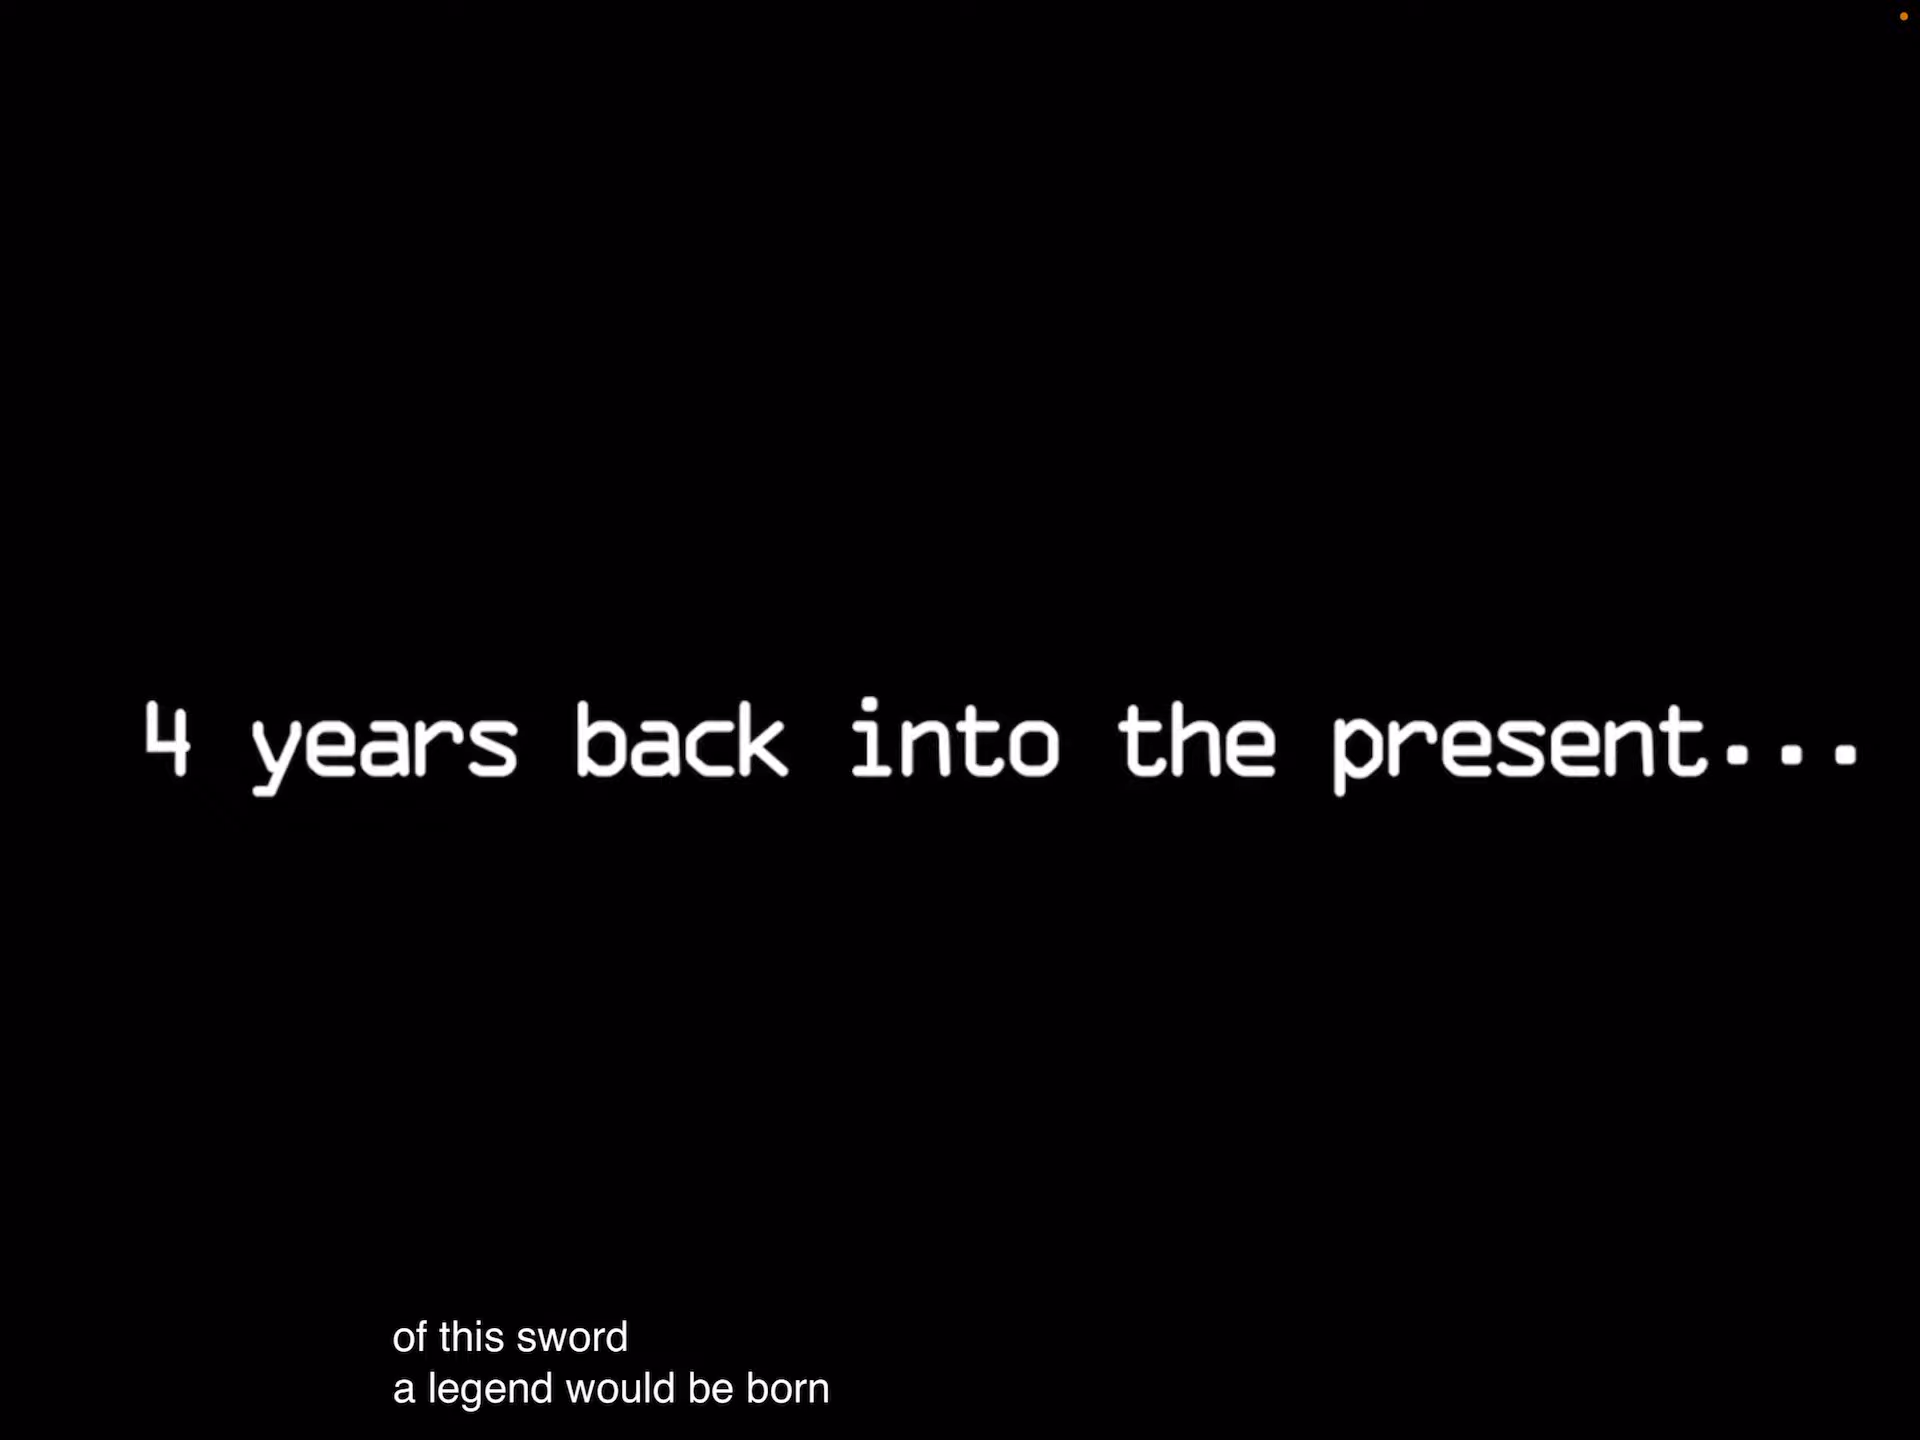 4 years back into the present...
of this sword
a legend would be born